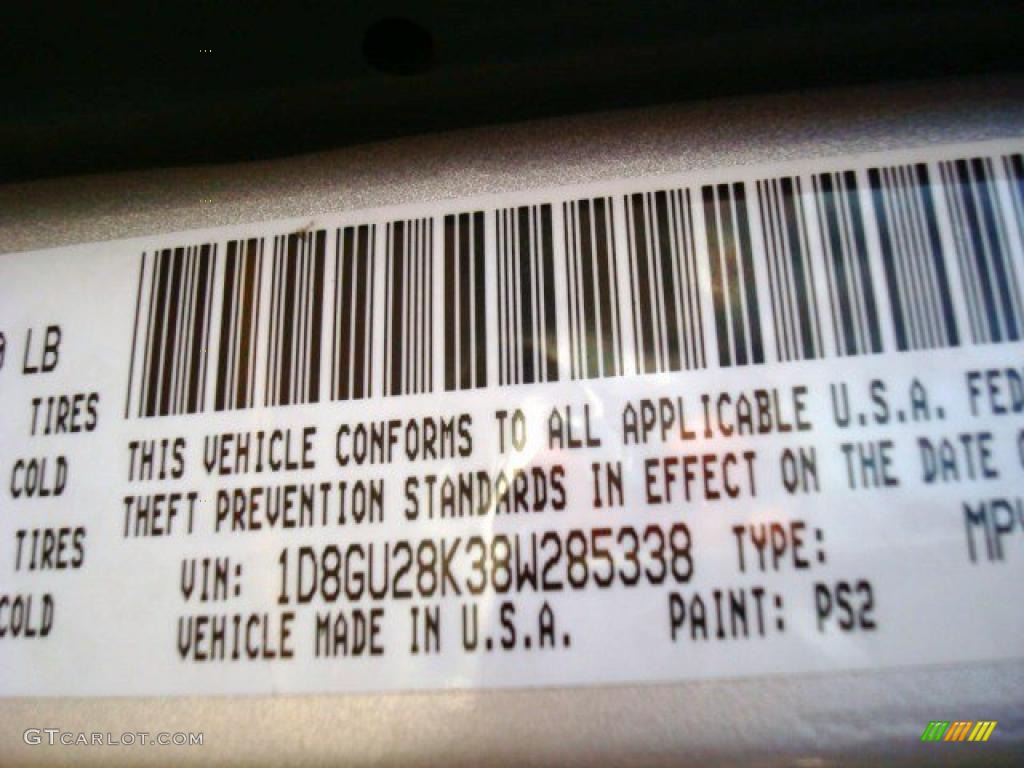 LB
TIRES
COLD
TIRES
COLD
THIS VEHICLE CONFORMS TO ALL APPLICABLE U.S.A. FED
THEFT PREVENTION STANDARDS IN EFFECT ON THE DATE
VIN: 1D8GU28K38W285338 TYPE: MPV
VEHICLE MADE IN U.S.A. PAINT: PS2
GTCARLOT.COM